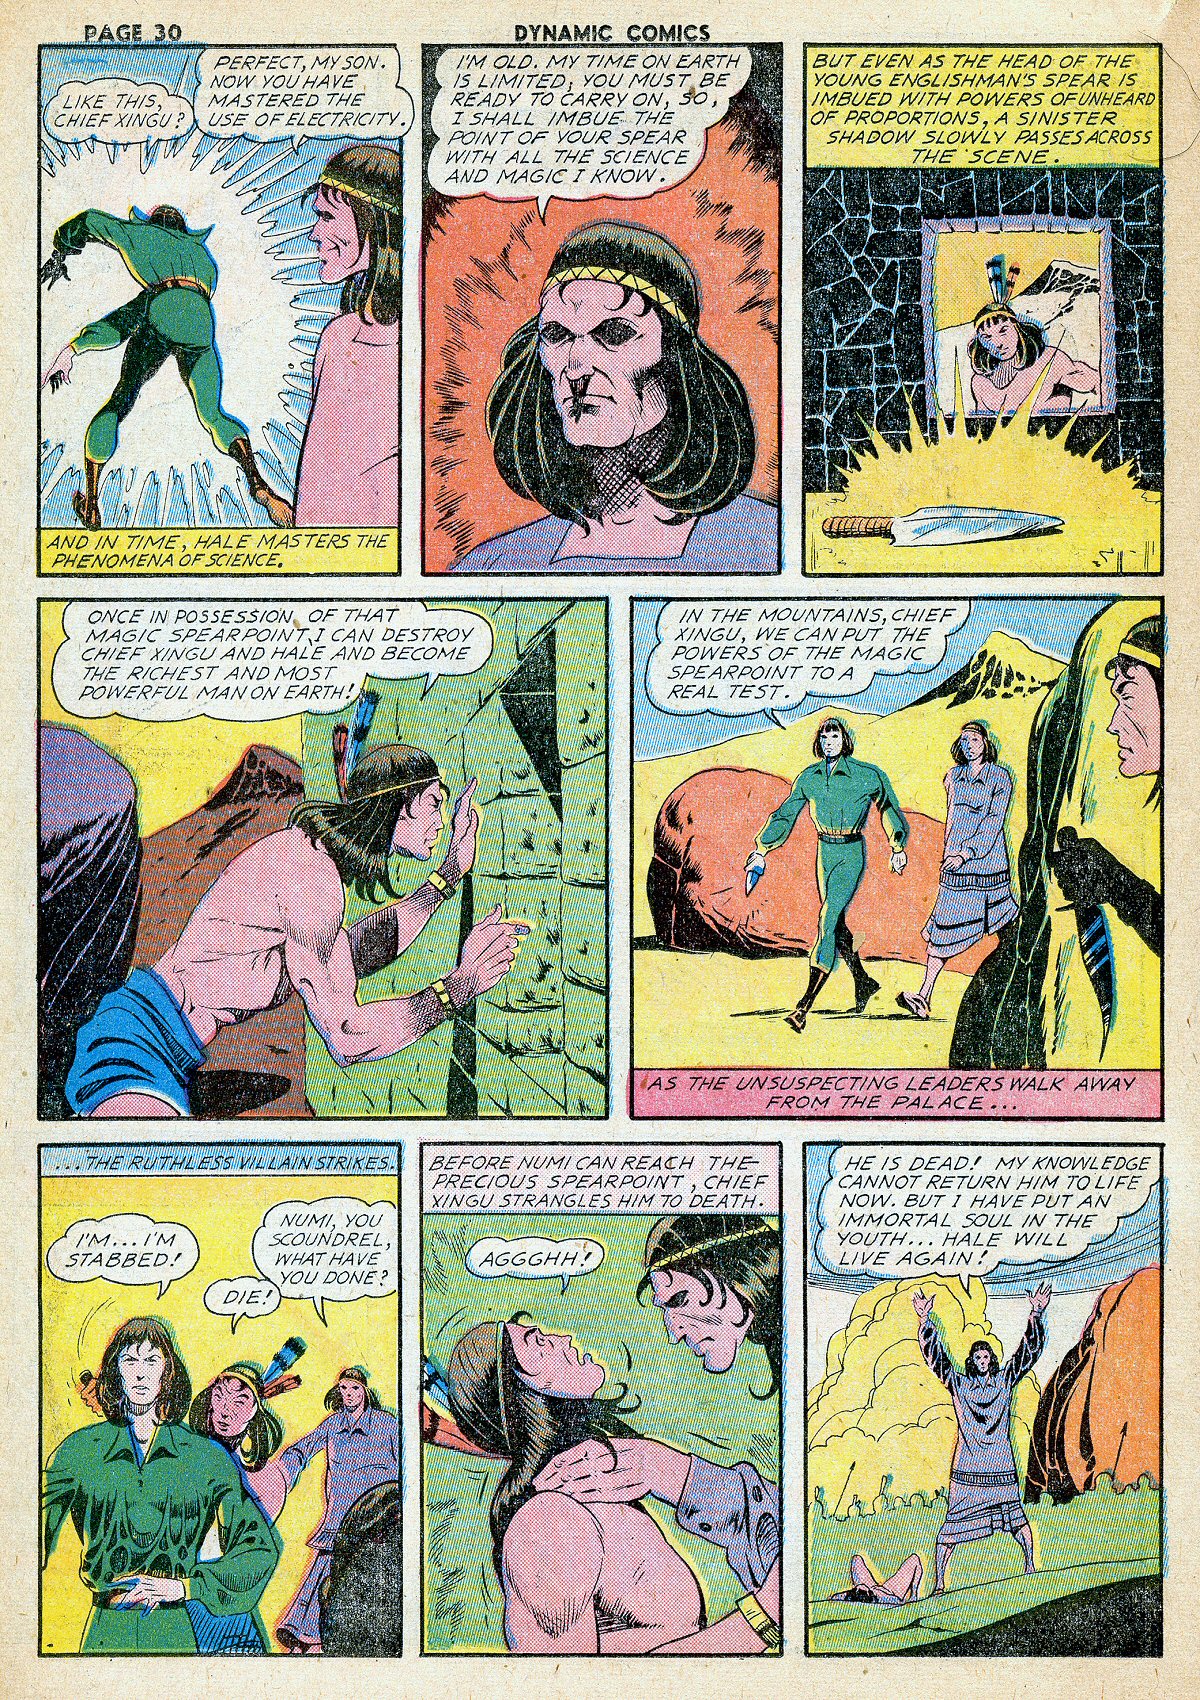 PAGE 30
DYNAMIC COMICS
LIKE THIS,
CHIEF XINGU?
PERFECT, MY SON.
NOW YOU HAVE
MASTERED THE
USE OF ELECTRICITY.
AND IN TIME, HALE MASTERS THE
PHENOMENA OF SCIENCE.
I'M OLD. MY TIME ON EARTH
IS LIMITED; YOU MUST BE
READY TO CARRY ON, SO,
I SHALL IMBUE THE
POINT OF YOUR SPEAR
WITH ALL THE SCIENCE
AND MAGIC I KNOW.
BUT EVEN AS THE HEAD OF THE
YOUNG ENGLISHMAN'S SPEAR IS
IMBUED WITH POWERS OF UNHEARD
OF PROPORTIONS, A SINISTER
SHADOW SLOWLY PASSES ACROSS
THE SCENE.
ONCE IN POSSESSION OF THAT
MAGIC SPEARPOINT, I CAN DESTROY
CHIEF XINGU AND HALE AND BECOME
THE RICHEST AND MOST
POWERFUL MAN ON EARTH!
IN THE MOUNTAINS, CHIEF
XINGU, WE CAN PUT THE
POWERS OF THE MAGIC
SPEARPOINT TO A
REAL TEST.
AS THE UNSUSPECTING LEADERS WALK AWAY
FROM THE PALACE...
...THE RUTHLESS VILLAIN STRIKES.
I'M... I'M
STABBED!
DIE!
NUMI, YOU
SCOUNDREL,
WHAT HAVE
YOU DONE?
BEFORE NUMI CAN REACH THE
PRECIOUS SPEARPOINT, CHIEF
XINGU STRANGLES HIM TO DEATH.
AGGGHH!
HE IS DEAD! MY KNOWLEDGE
CANNOT RETURN HIM TO LIFE
NOW. BUT I HAVE PUT AN
IMMORTAL SOUL IN THE
YOUTH... HALE WILL
LIVE AGAIN!